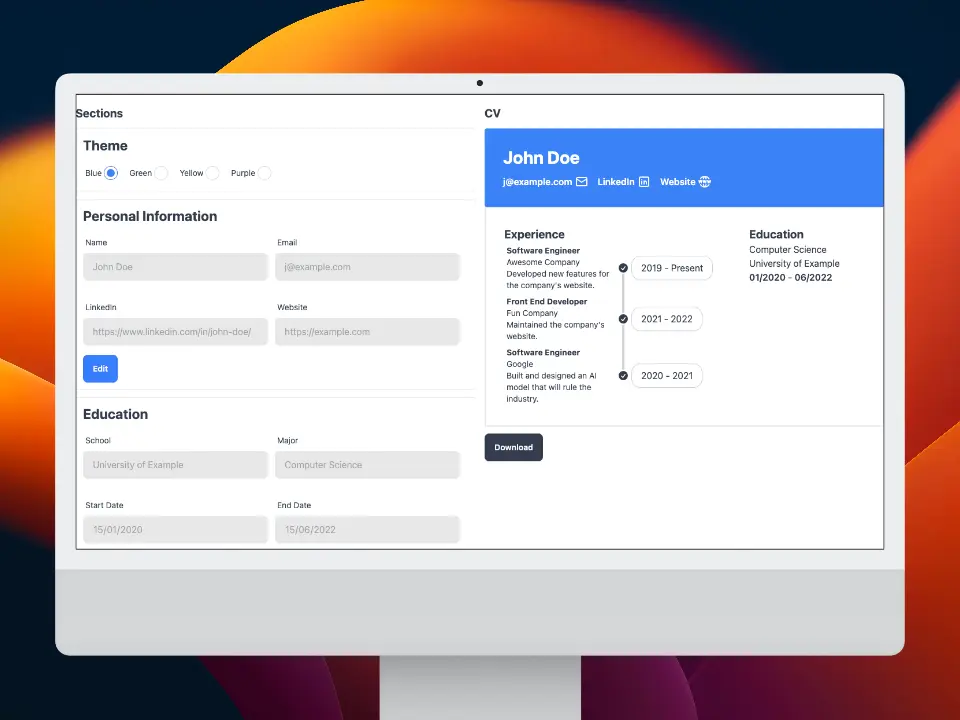 Sections
Theme
Blue Green Yellow Purple
Personal Information
Name Email
John Doe j@example.com
LinkedIn Website
https://www.linkedin.com/in/john-doe/ https://example.com
Edit
Education
School Major
University of Example Computer Science
Start Date End Date
15/01/2020 15/06/2022
CV
John Doe
j@example.com LinkedIn in Website
Experience
Software Engineer
Awesome Company
Developed new features for
the company's website.
2019 - Present
Front End Developer
Fun Company
Maintained the company's
website.
2021 - 2022
Software Engineer
Google
Built and designed an AI
model that will rule the
industry.
2020 - 2021
Education
Computer Science
University of Example
01/2020 - 06/2022
Download